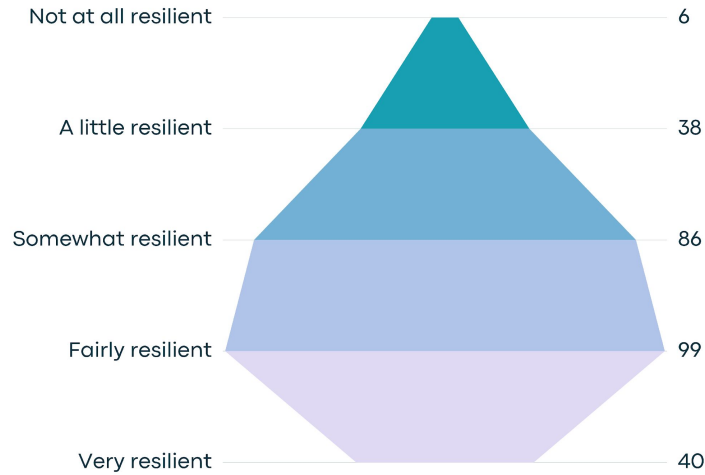 Not at all resilient 6
A little resilient 38
Somewhat resilient 86
Fairly resilient 99
Very resilient 40